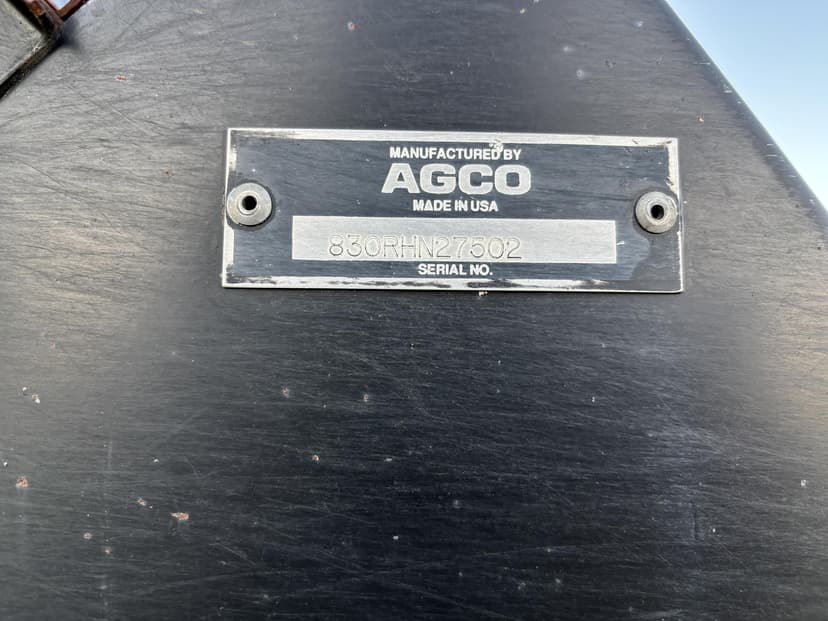 MANUFACTURED BY
AGCO
MADE IN USA
830RHN27502
SERIAL NO.